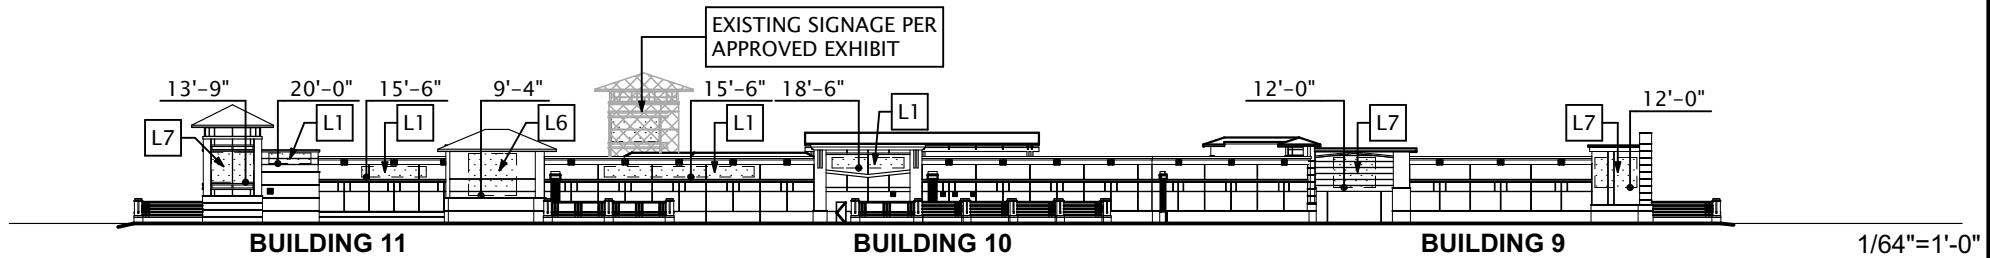 EXISTING SIGNAGE PER
APPROVED EXHIBIT
13'-9"
20'-0"
15'-6"
9'-4"
15'-6"
18'-6"
12'-0"
12'-0"
L7
L1
L1
L6
L1
L1
L7
L7
BUILDING 11
BUILDING 10
BUILDING 9
1/64"=1'-0"